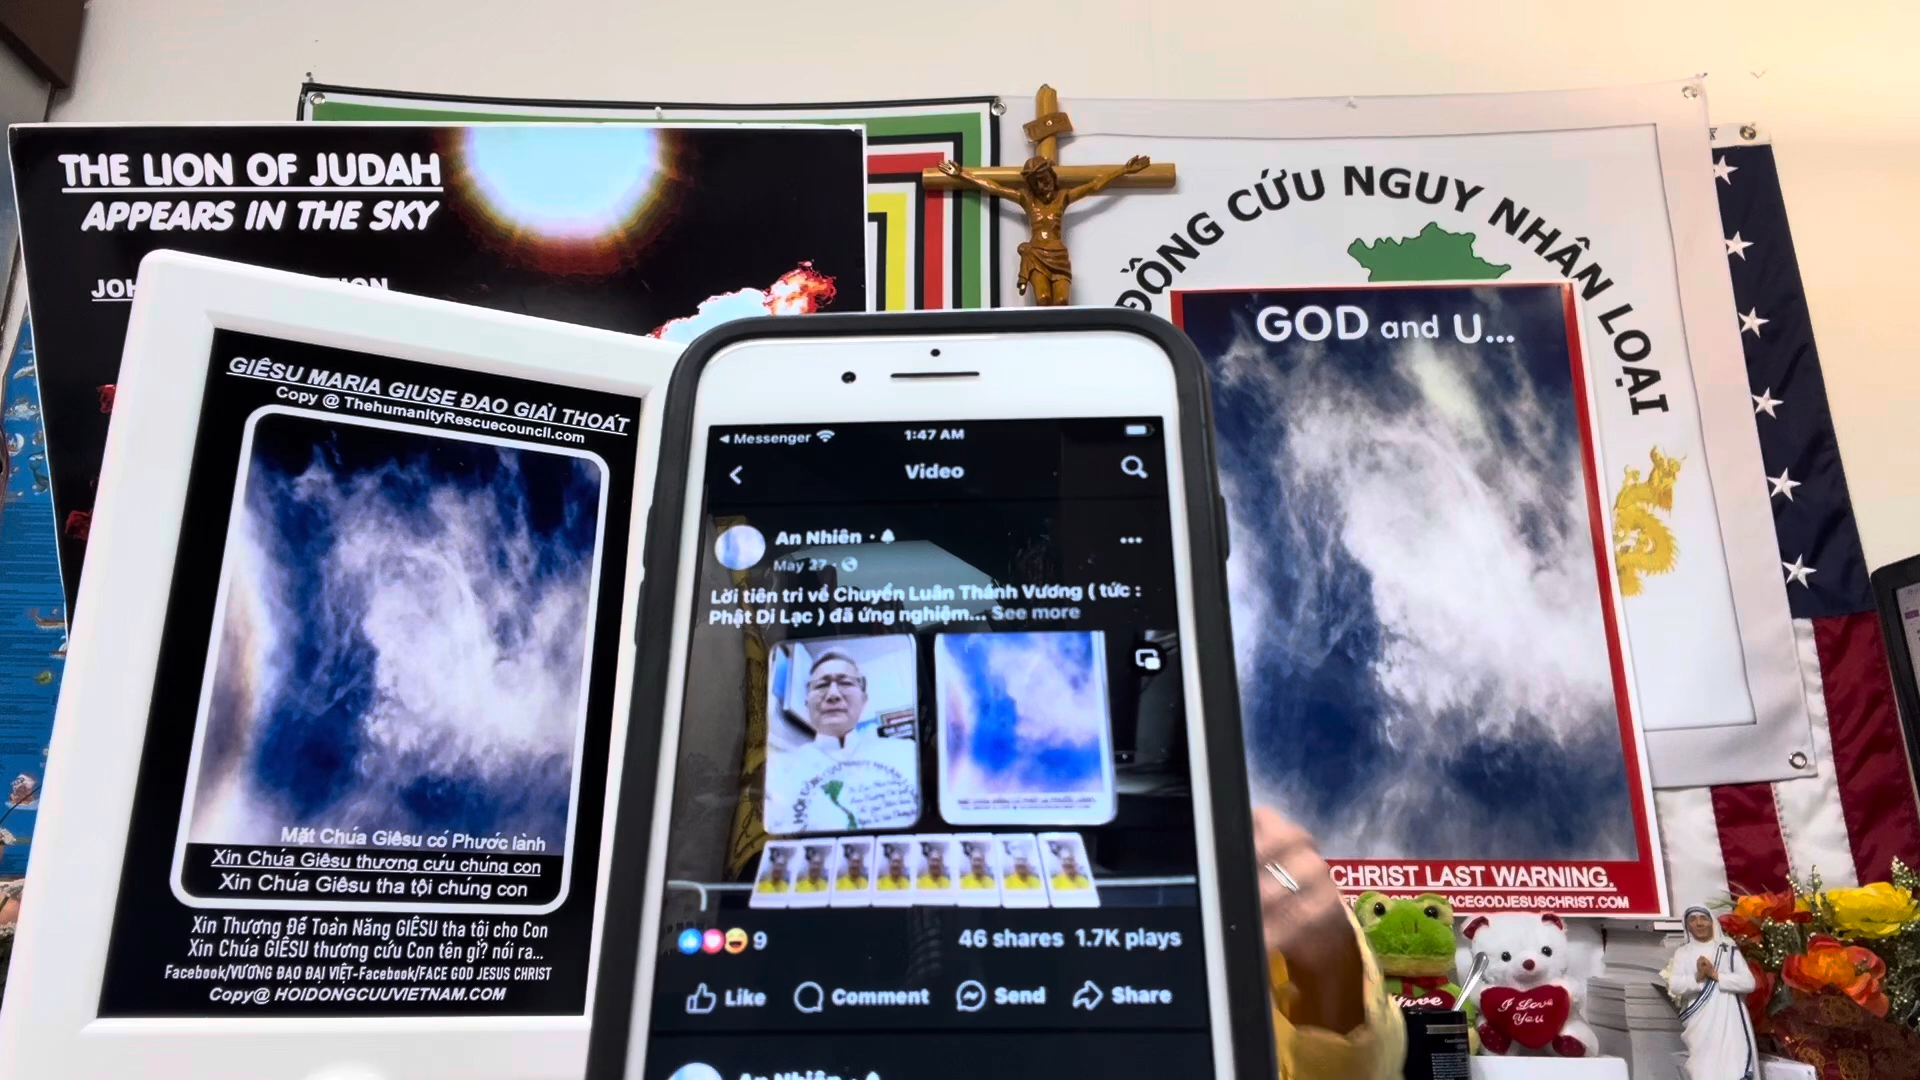 THE LION OF JUDAH
APPEARS IN THE SKY
ĐỒNG CỨU NGUY NHÂN LOẠI
GOD and U...
CHRIST LAST WARNING.
FACEGODJESUSCHRIST.COM
GIÊSU MARIA GIUSE ĐẠO GIẢI THOÁT
Copy @ ThehumanityRescuecouncil.com
Mặt Chúa Giêsu có Phước lành
Xin Chúa Giêsu thương cứu chúng con
Xin Chúa Giêsu tha tội chúng con
Xin Thượng Đế Toàn Năng GIÊSU tha tội cho Con
Xin Chúa GIÊSU thương cứu Con tên gì? nói ra...
Facebook/VƯƠNG ĐẠO ĐẠI VIỆT-Facebook/FACE GOD JESUS CHRIST
Copy@ HOIDONGCUUVIETNAM.COM
Messenger
1:47 AM
Video
An Nhiên
May 27
Lời tiên tri về Chuyển Luân Thánh Vương ( tức :
Phật Di Lạc ) đã ứng nghiệm... See more
9
46 shares 1.7K plays
Like Comment Send Share
An Nhiên
I Love
You